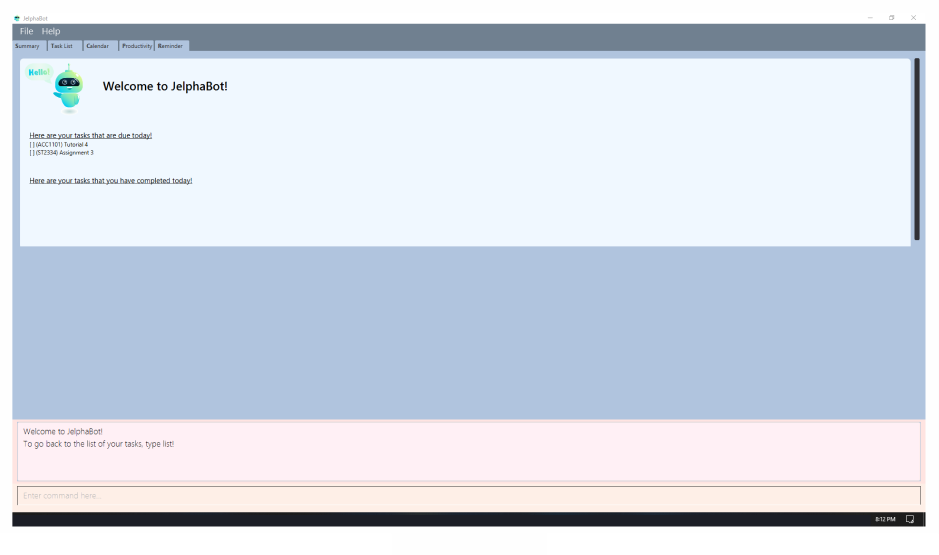 JelphaBot
File Help
Summary Task List Calendar Productivity Reminder
Hello!
Welcome to JelphaBot!
Here are your tasks that are due today!
[ ] (ACC1101) Tutorial 4
[ ] (ST2334) Assignment 3
Here are your tasks that you have completed today!
Welcome to JelphaBot!
To go back to the list of your tasks, type list!
Enter command here...
8:12 PM